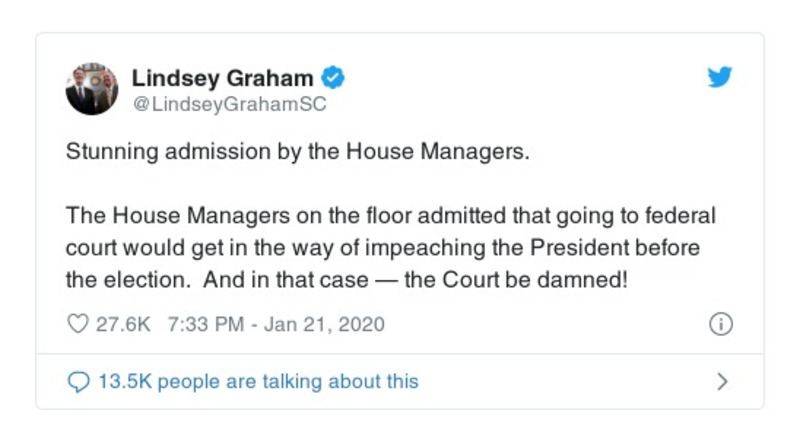 Lindsey Graham
@LindseyGrahamSC
Stunning admission by the House Managers.
The House Managers on the floor admitted that going to federal
court would get in the way of impeaching the President before
the election.  And in that case — the Court be damned!
27.6K 7:33 PM - Jan 21, 2020
13.5K people are talking about this